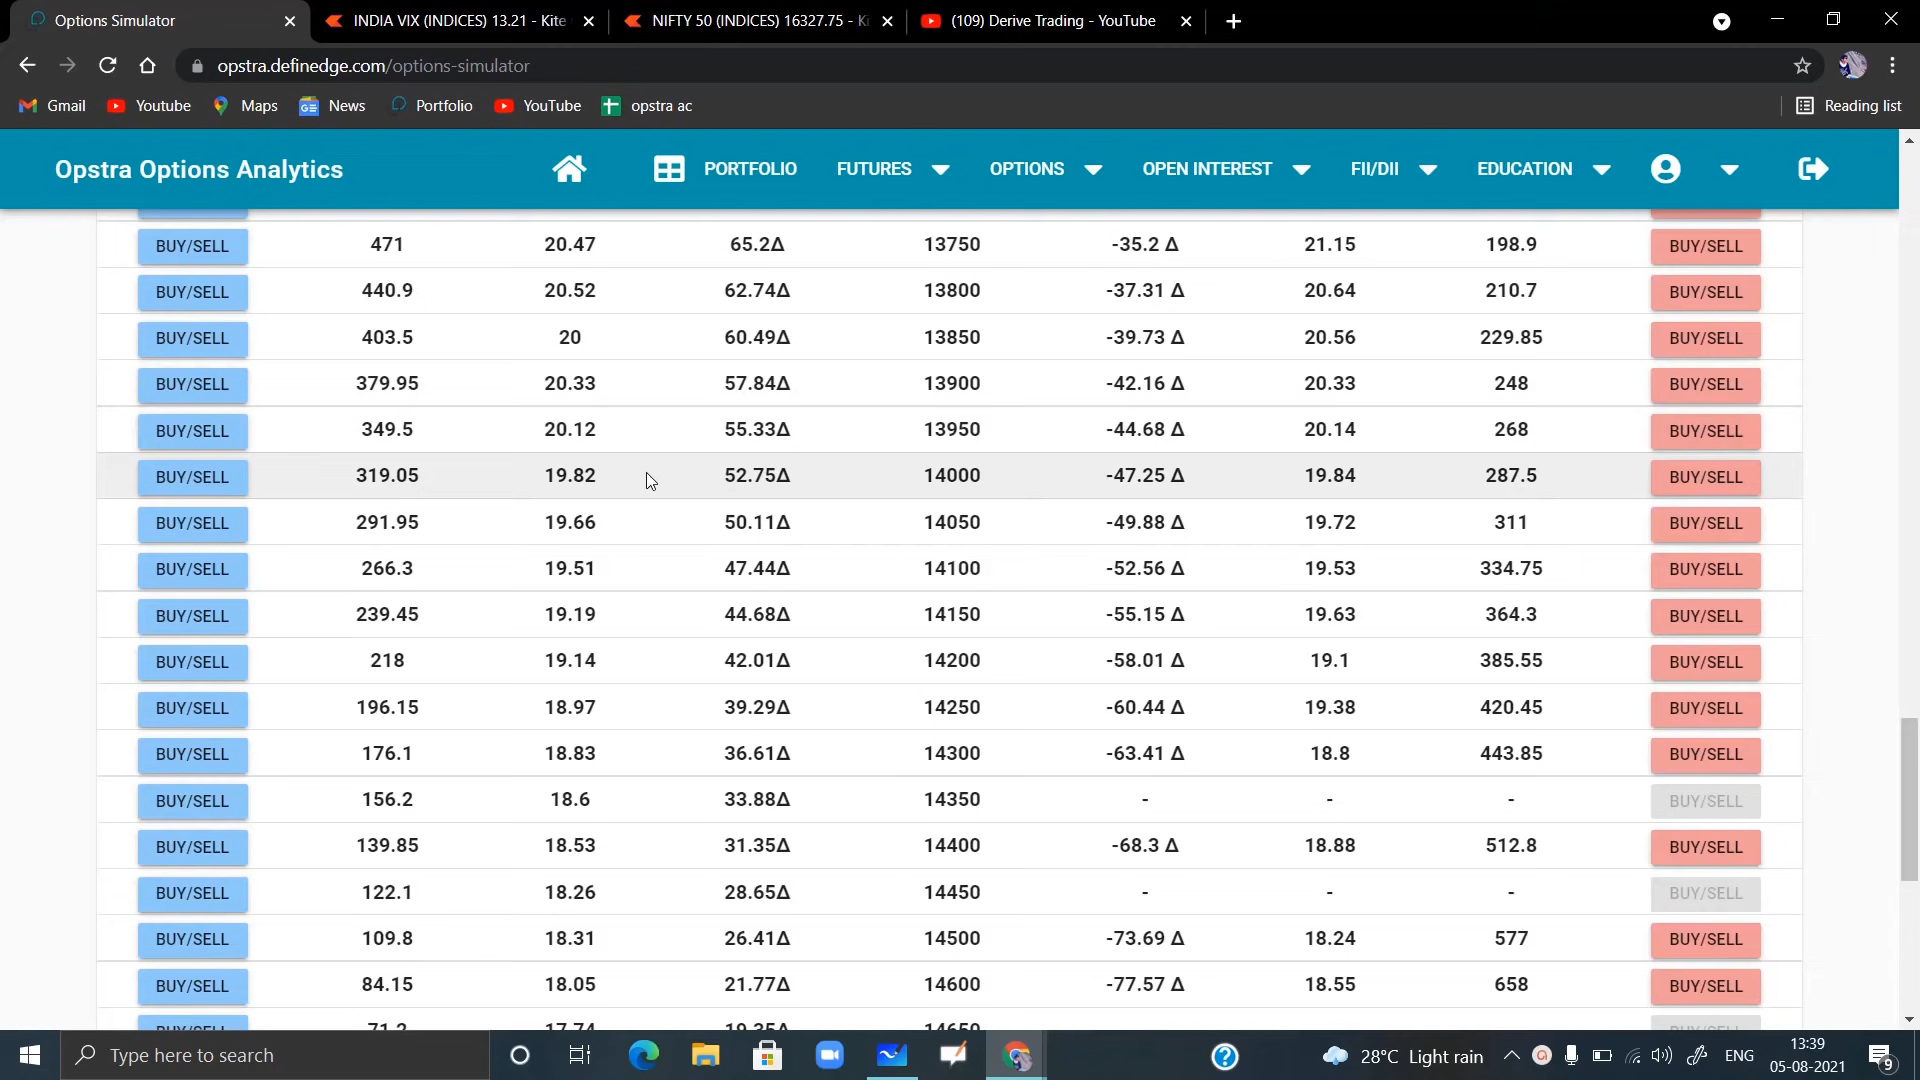 Options Simulator
INDIA VIX (INDICES) 13.21 - Kite
NIFTY 50 (INDICES) 16327.75 - Ki
(109) Derive Trading - YouTube
opstra.definedge.com/options-simulator
Gmail Youtube Maps News Portfolio YouTube opstra ac Reading list
Opstra Options Analytics PORTFOLIO FUTURES OPTIONS OPEN INTEREST FII/DII EDUCATION
BUY/SELL 471 20.47 65.2Δ 13750 -35.2 Δ 21.15 198.9 BUY/SELL
BUY/SELL 440.9 20.52 62.74Δ 13800 -37.31 Δ 20.64 210.7 BUY/SELL
BUY/SELL 403.5 20 60.49Δ 13850 -39.73 Δ 20.56 229.85 BUY/SELL
BUY/SELL 379.95 20.33 57.84Δ 13900 -42.16 Δ 20.33 248 BUY/SELL
BUY/SELL 349.5 20.12 55.33Δ 13950 -44.68 Δ 20.14 268 BUY/SELL
BUY/SELL 319.05 19.82 52.75Δ 14000 -47.25 Δ 19.84 287.5 BUY/SELL
BUY/SELL 291.95 19.66 50.11Δ 14050 -49.88 Δ 19.72 311 BUY/SELL
BUY/SELL 266.3 19.51 47.44Δ 14100 -52.56 Δ 19.53 334.75 BUY/SELL
BUY/SELL 239.45 19.19 44.68Δ 14150 -55.15 Δ 19.63 364.3 BUY/SELL
BUY/SELL 218 19.14 42.01Δ 14200 -58.01 Δ 19.1 385.55 BUY/SELL
BUY/SELL 196.15 18.97 39.29Δ 14250 -60.44 Δ 19.38 420.45 BUY/SELL
BUY/SELL 176.1 18.83 36.61Δ 14300 -63.41 Δ 18.8 443.85 BUY/SELL
BUY/SELL 156.2 18.6 33.88Δ 14350 - - - BUY/SELL
BUY/SELL 139.85 18.53 31.35Δ 14400 -68.3 Δ 18.88 512.8 BUY/SELL
BUY/SELL 122.1 18.26 28.65Δ 14450 - - - BUY/SELL
BUY/SELL 109.8 18.31 26.41Δ 14500 -73.69 Δ 18.24 577 BUY/SELL
BUY/SELL 84.15 18.05 21.77Δ 14600 -77.57 Δ 18.55 658 BUY/SELL
BUY/SELL 71.2 17.74 19.35Δ 14650
Type here to search 28°C Light rain ENG 13:39
05-08-2021
9